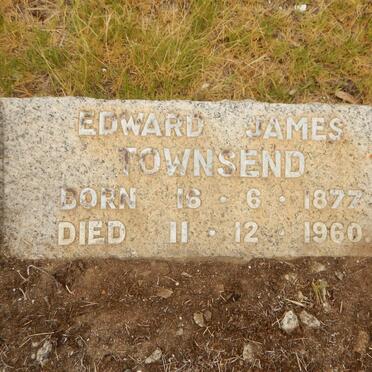 EDWARD JAMES
TOWNSEND
BORN 16 · 6 · 1877
DIED 11 · 12 · 1960